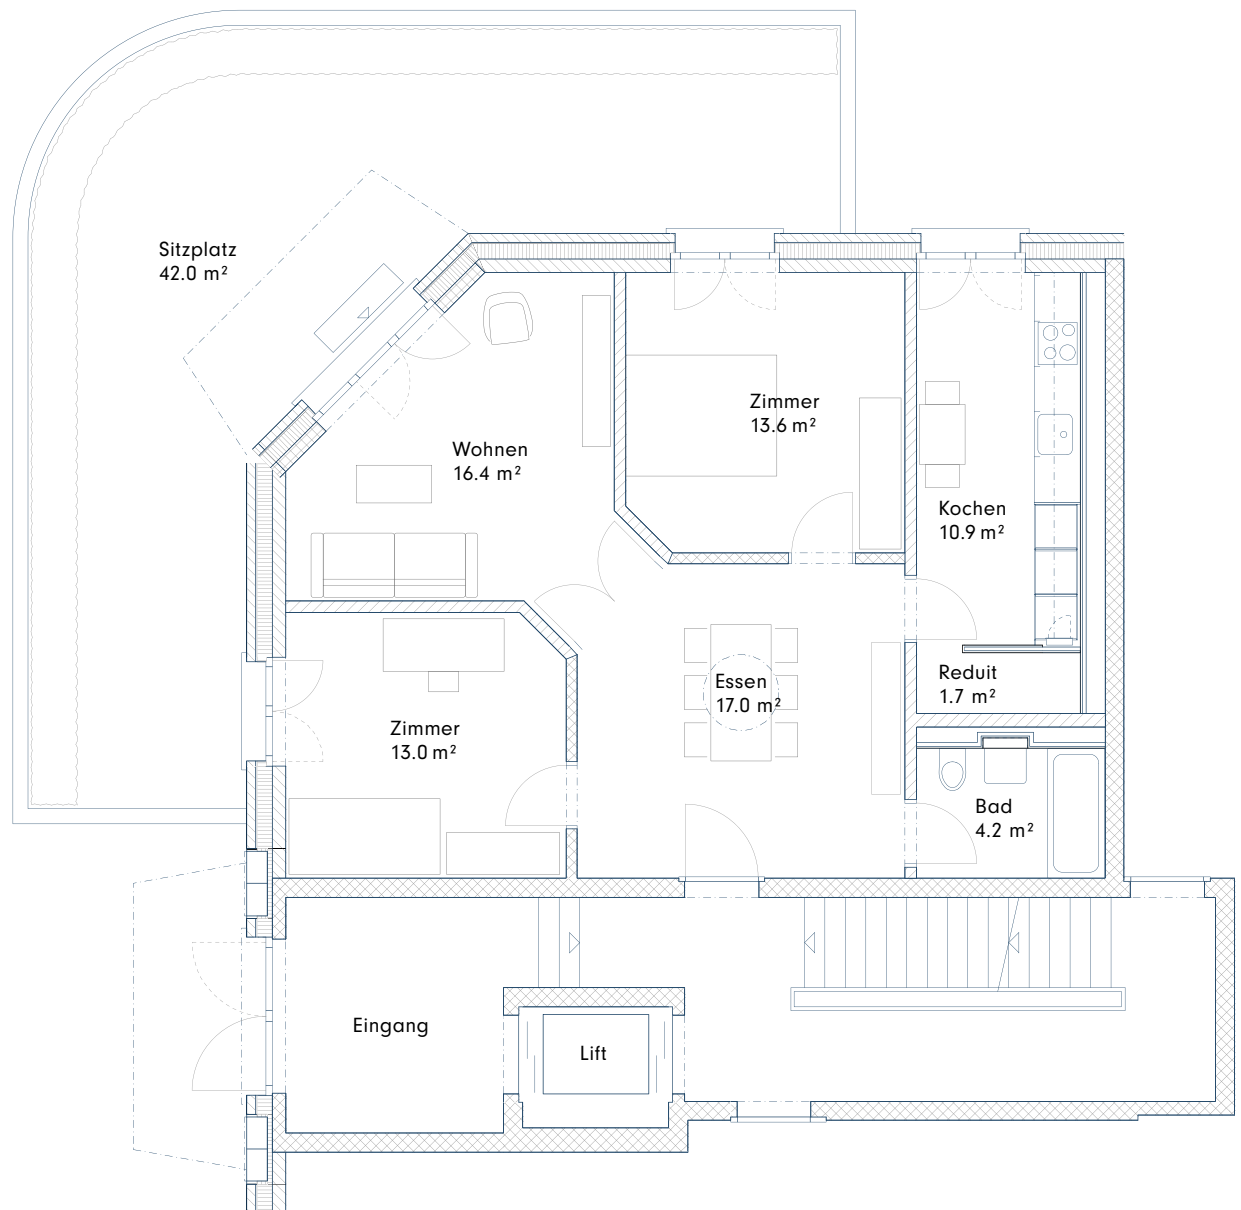 Sitzplatz
42.0 m²
Wohnen
16.4 m²
Zimmer
13.6 m²
Kochen
10.9 m²
Reduit
1.7 m²
Essen
17.0 m²
Zimmer
13.0 m²
Bad
4.2 m²
Eingang
Lift